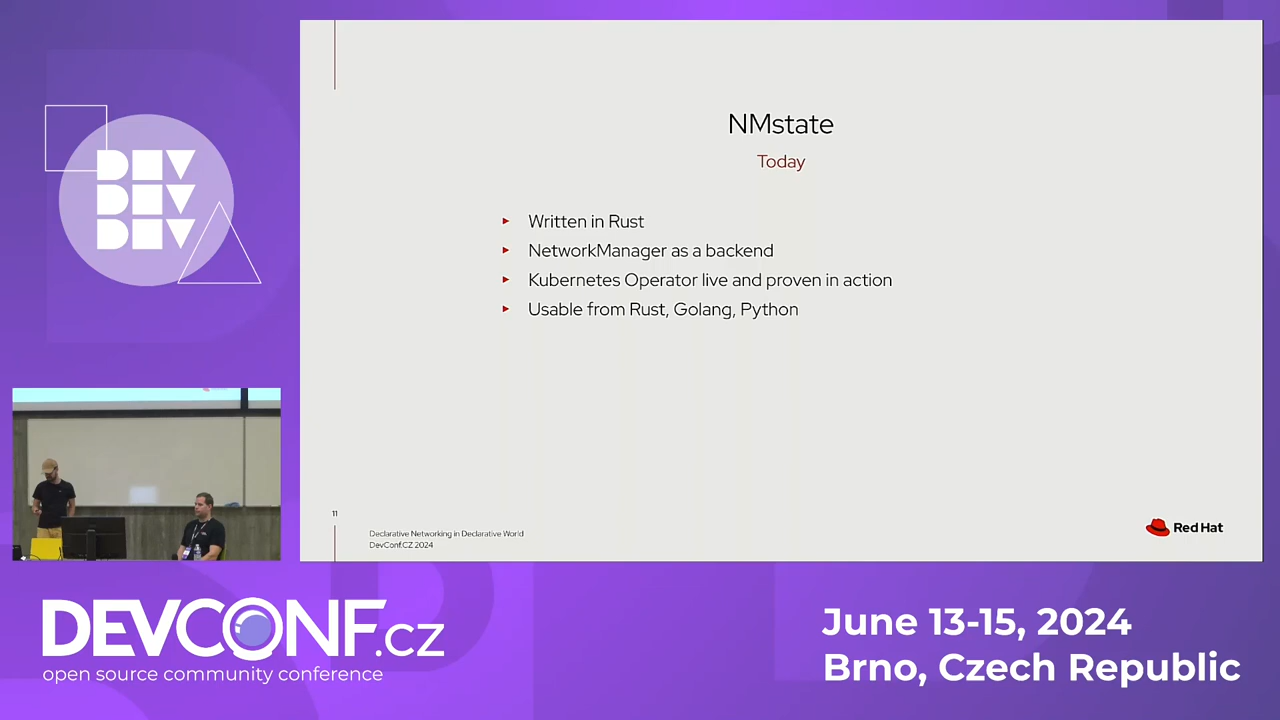 DEV
DEV
DEV
NMstate
Today
Written in Rust
NetworkManager as a backend
Kubernetes Operator live and proven in action
Usable from Rust, Golang, Python
11
Declarative Networking in Declarative World
DevConf.CZ 2024
Red Hat
DEVCONF.cz
open source community conference
June 13-15, 2024
Brno, Czech Republic